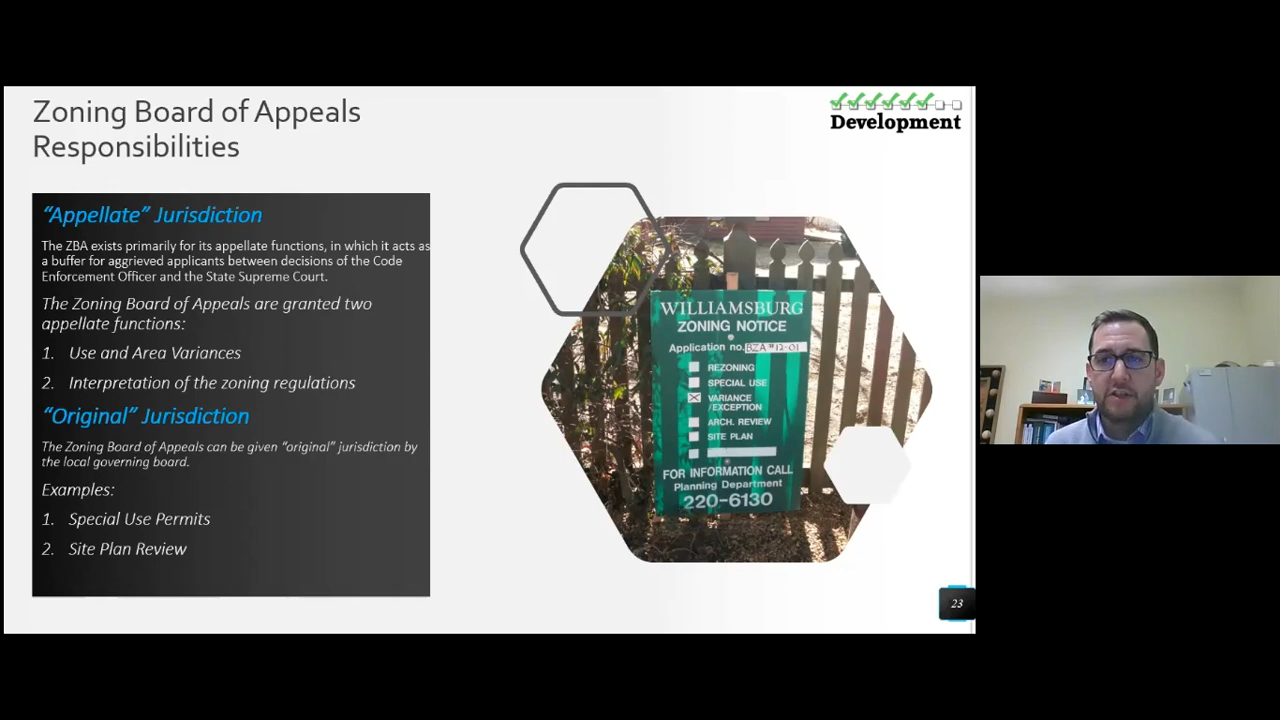 Zoning Board of Appeals
Responsibilities
Development
“Appellate” Jurisdiction
The ZBA exists primarily for its appellate functions, in which it acts as
a buffer for aggrieved applicants between decisions of the Code
Enforcement Officer and the State Supreme Court.
The Zoning Board of Appeals are granted two
appellate functions:
1. Use and Area Variances
2. Interpretation of the zoning regulations
“Original” Jurisdiction
The Zoning Board of Appeals can be given “original” jurisdiction by
the local governing board.
Examples:
1. Special Use Permits
2. Site Plan Review
WILLIAMSBURG
ZONING NOTICE
Application no. BZA #12-01
REZONING
SPECIAL USE
VARIANCE
/EXCEPTION
ARCH. REVIEW
SITE PLAN
FOR INFORMATION CALL
Planning Department
220-6130
23